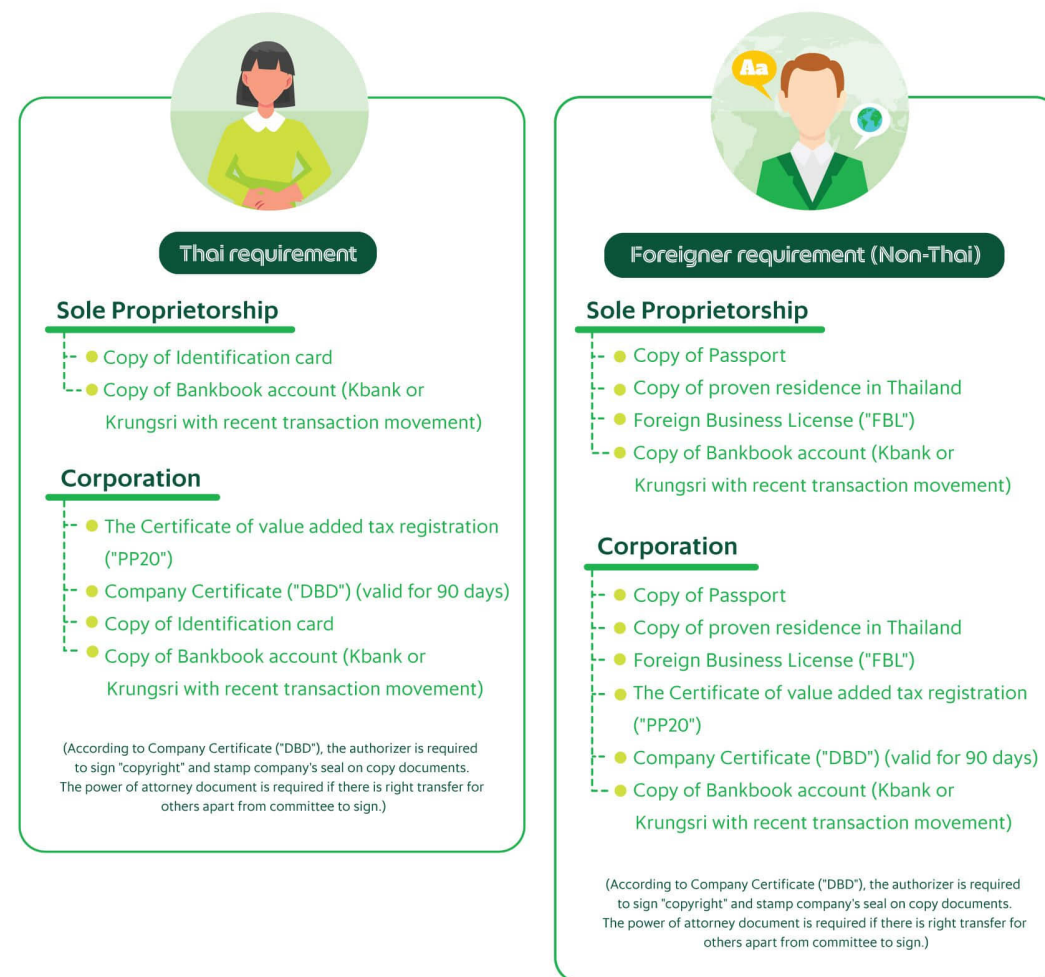 Thai requirement
Sole Proprietorship
Copy of Identification card
Copy of Bankbook account (Kbank or
Krungsri with recent transaction movement)
Corporation
The Certificate of value added tax registration
("PP20")
Company Certificate ("DBD") (valid for 90 days)
Copy of Identification card
Copy of Bankbook account (Kbank or
Krungsri with recent transaction movement)
(According to Company Certificate ("DBD"), the authorizer is required
to sign "copyright" and stamp company's seal on copy documents.
The power of attorney document is required if there is right transfer for
others apart from committee to sign.)
Aa
Foreigner requirement (Non-Thai)
Sole Proprietorship
Copy of Passport
Copy of proven residence in Thailand
Foreign Business License ("FBL")
Copy of Bankbook account (Kbank or
Krungsri with recent transaction movement)
Corporation
Copy of Passport
Copy of proven residence in Thailand
Foreign Business License ("FBL")
The Certificate of value added tax registration
("PP20")
Company Certificate ("DBD") (valid for 90 days)
Copy of Bankbook account (Kbank or
Krungsri with recent transaction movement)
(According to Company Certificate ("DBD"), the authorizer is required
to sign "copyright" and stamp company's seal on copy documents.
The power of attorney document is required if there is right transfer for
others apart from committee to sign.)